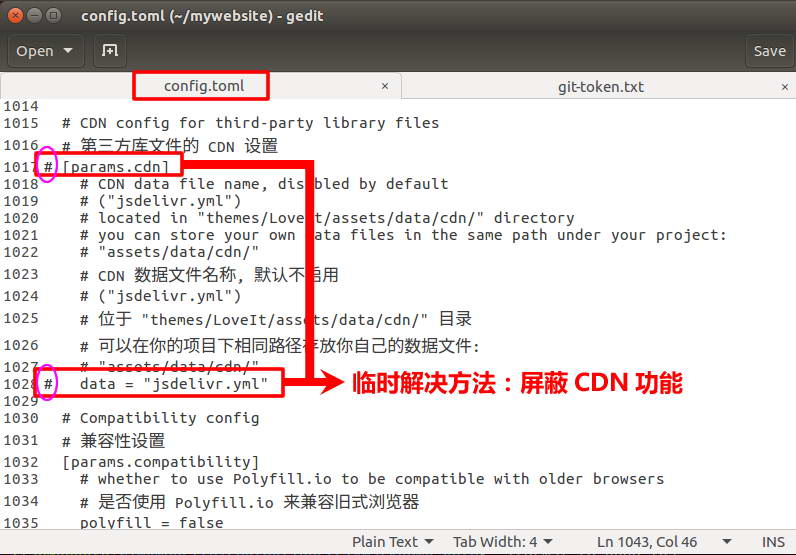 config.toml (~/mywebsite) - gedit
Open Save
config.toml × git-token.txt ×
1014
1015 # CDN config for third-party library files
1016 # 第三方库文件的 CDN 设置
1017 # [params.cdn]
1018 # CDN data file name, disabled by default
1019 # ("jsdelivr.yml")
1020 # located in "themes/LoveIt/assets/data/cdn/" directory
1021 # you can store your own data files in the same path under your project:
1022 # "assets/data/cdn/"
1023 # CDN 数据文件名称, 默认不启用
1024 # ("jsdelivr.yml")
1025 # 位于 "themes/LoveIt/assets/data/cdn/" 目录
1026 # 可以在你的项目下相同路径存放你自己的数据文件:
1027 # "assets/data/cdn/"
1028 # data = "jsdelivr.yml"
临时解决方法：屏蔽 CDN 功能
1029
1030 # Compatibility config
1031 # 兼容性设置
1032 [params.compatibility]
1033 # whether to use Polyfill.io to be compatible with older browsers
1034 # 是否使用 Polyfill.io 来兼容旧式浏览器
1035 polyfill = false
Plain Text Tab Width: 4 Ln 1043, Col 46 INS